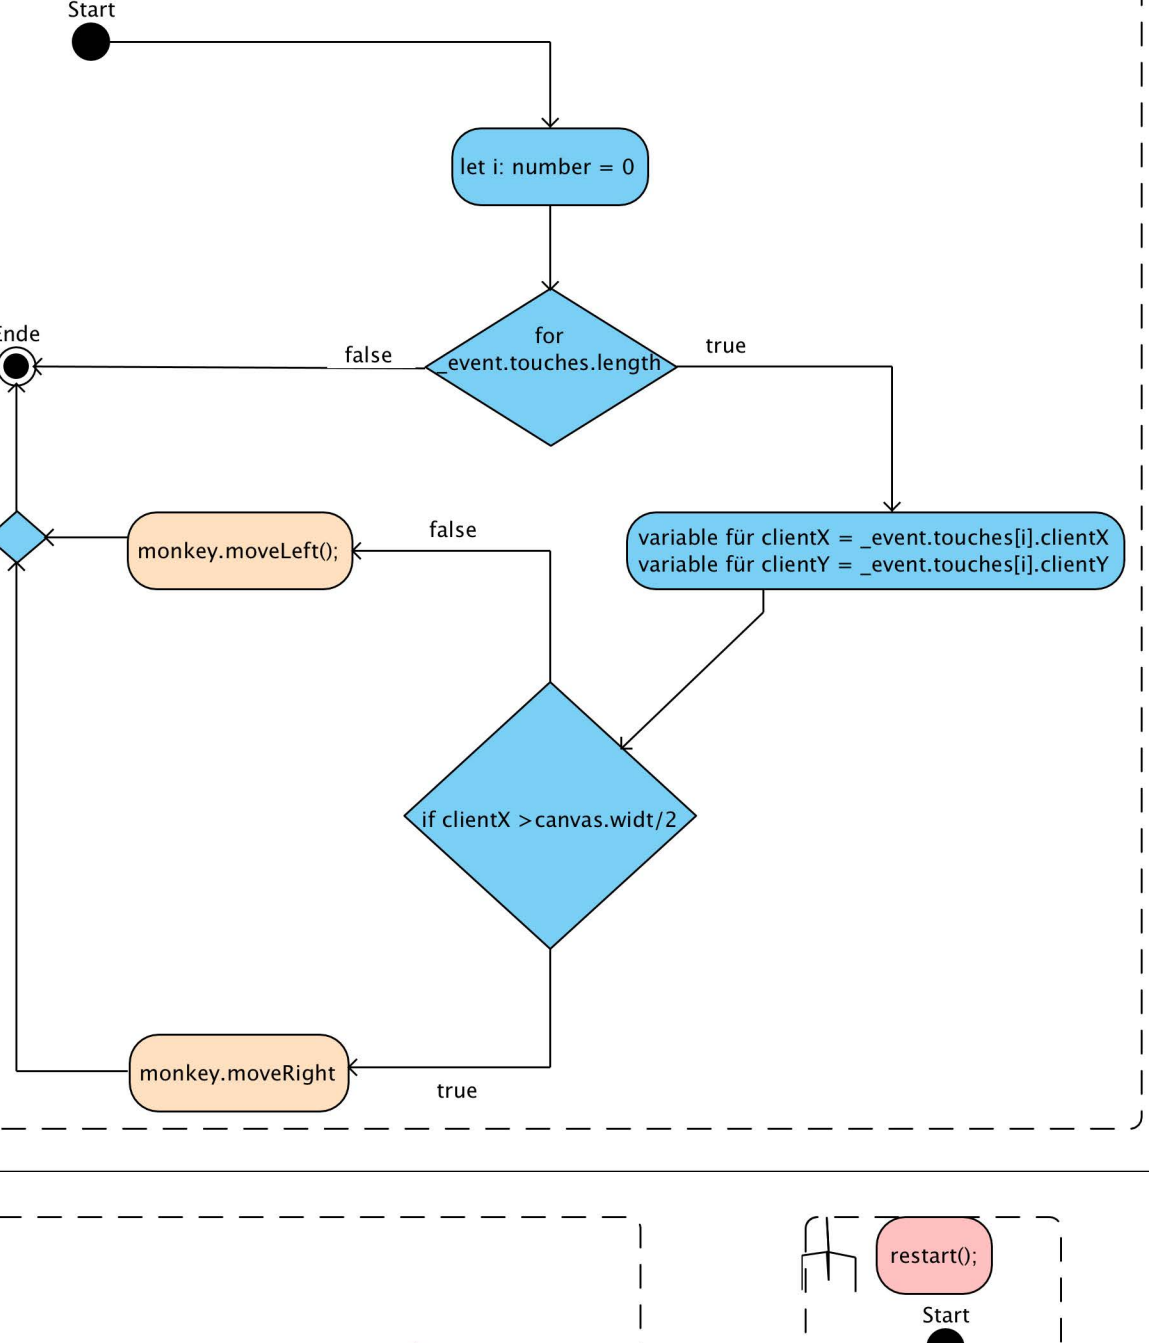 Start
let i: number = 0
for
_event.touches.length
true
false
variable für clientX = _event.touches[i].clientX
variable für clientY = _event.touches[i].clientY
false
monkey.moveLeft();
if clientX >canvas.widt/2
monkey.moveRight
true
restart();
Start